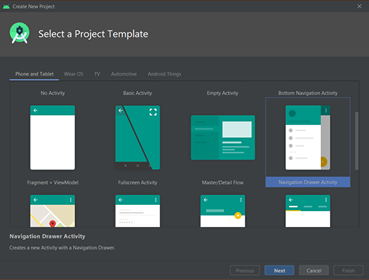 Create New Project
Select a Project Template
Phone and Tablet Wear OS TV Automotive Android Things
No Activity Basic Activity Empty Activity Bottom Navigation Activity
Fragment + ViewModel Fullscreen Activity Master/Detail Flow Navigation Drawer Activity
Navigation Drawer Activity
Creates a new Activity with a Navigation Drawer.
Previous Next Cancel Finish